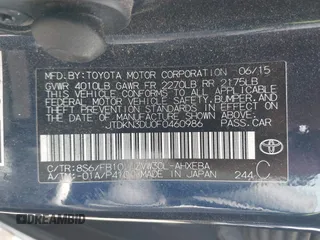 MFD. BY: TOYOTA MOTOR CORPORATION 06/15
GVWR 4010LB GAWR FR 2270LB RR 2175LB
THIS VEHICLE CONFORMS TO ALL APPLICABLE
FEDERAL MOTOR VEHICLE SAFETY, BUMPER,
AND THEFT PREVENTION STANDARDS IN EFFECT ON
THE DATE OF MANUFACTURE SHOWN ABOVE.
JTDKN3DU0F0460986 PASS.CAR
TOYOTA
C/TR: 8S6/FB10 ZVW30L-AHXEBA C
A/TM: -01A/P410 MADE IN JAPAN 244
AUTOBIDMASTER